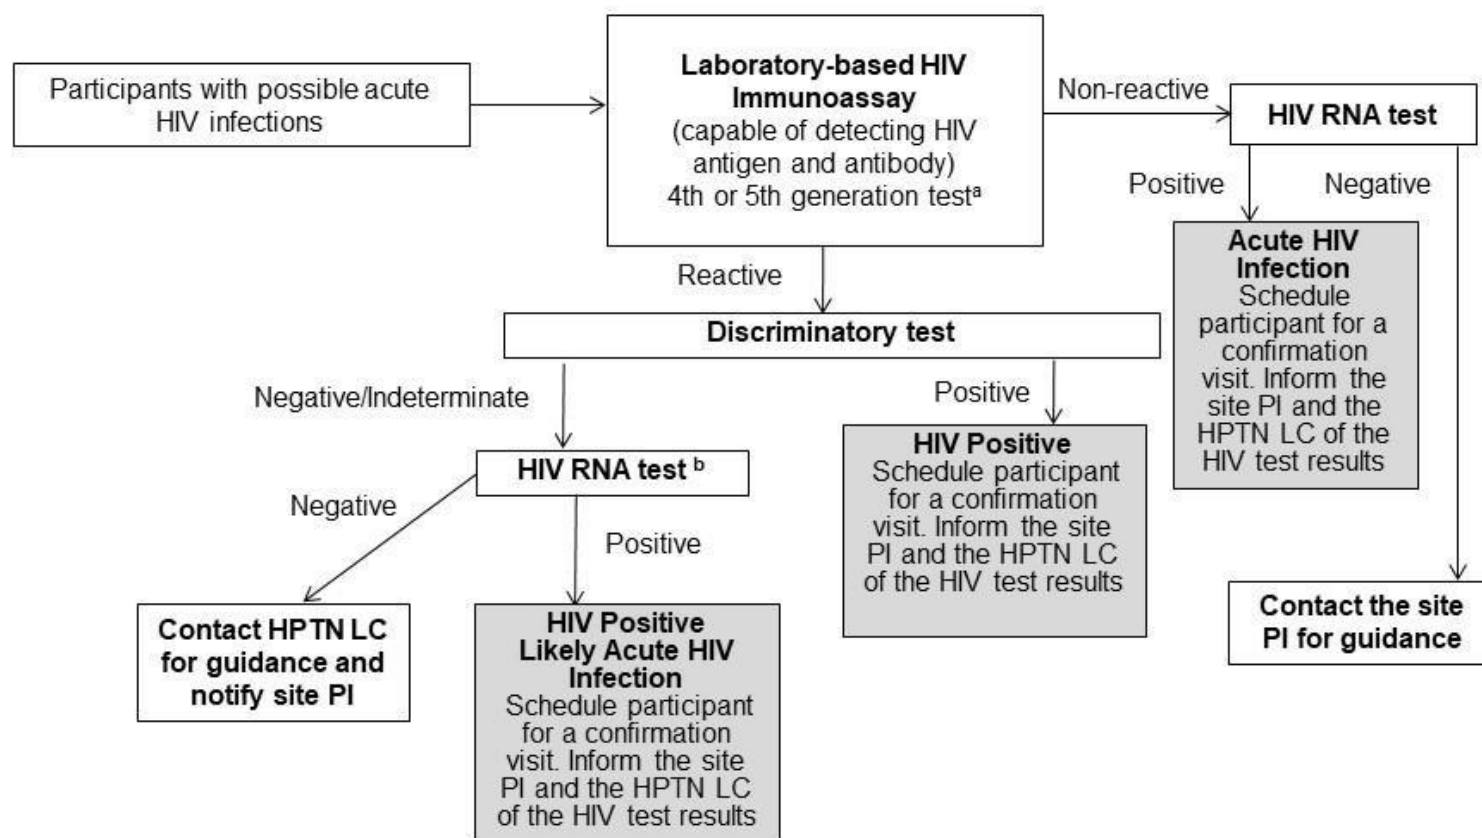 Participants with possible acute
HIV infections
Laboratory-based HIV
Immunoassay
(capable of detecting HIV
antigen and antibody)
4th or 5th generation testᵃ
Non-reactive
HIV RNA test
Positive
Negative
Acute HIV
Infection
Schedule
participant for a
confirmation
visit. Inform the
site PI and the
HPTN LC of the
HIV test results
Contact the site
PI for guidance
Reactive
Discriminatory test
Negative/Indeterminate
Positive
HIV Positive
Schedule participant
for a confirmation
visit. Inform the site
PI and the HPTN LC
of the HIV test results
HIV RNA test ᵇ
Negative
Positive
Contact HPTN LC
for guidance and
notify site PI
HIV Positive
Likely Acute HIV
Infection
Schedule participant
for a confirmation
visit. Inform the site
PI and the HPTN LC
of the HIV test results